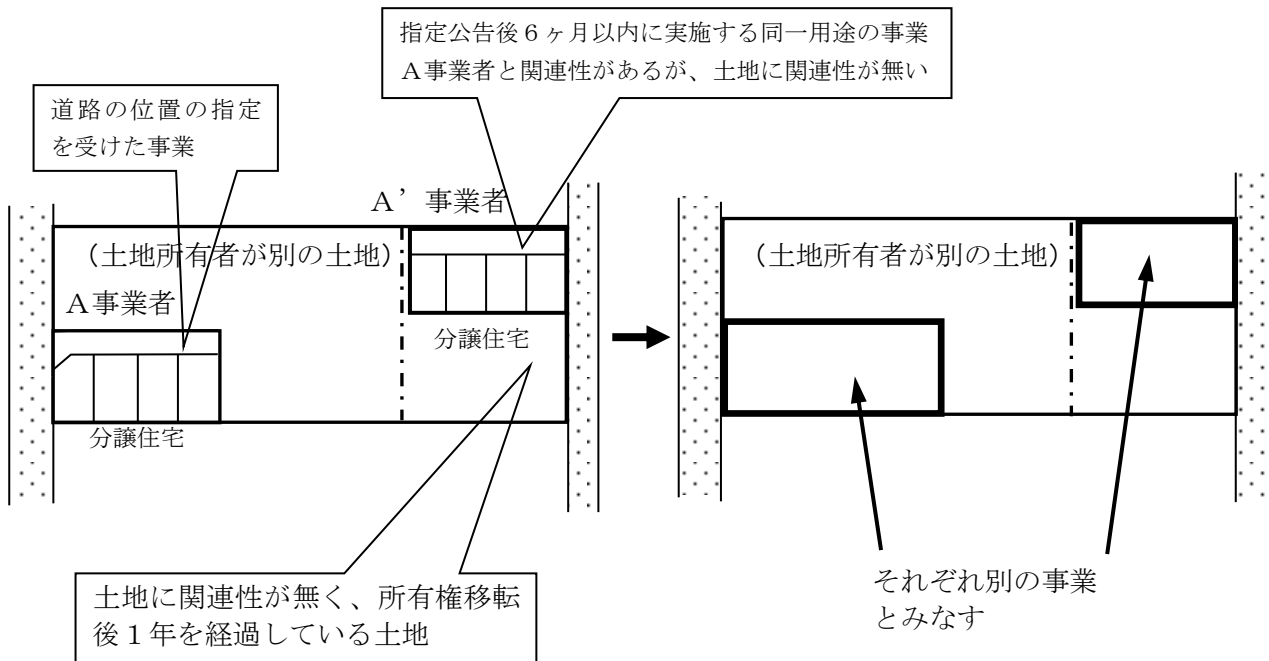 指定公告後６ヶ月以内に実施する同一用途の事業
Ａ事業者と関連性があるが、土地に関連性が無い
道路の位置の指定
を受けた事業
Ａ’事業者
（土地所有者が別の土地）
Ａ事業者
分譲住宅
分譲住宅
土地に関連性が無く、所有権移転
後１年を経過している土地
（土地所有者が別の土地）
それぞれ別の事業
とみなす